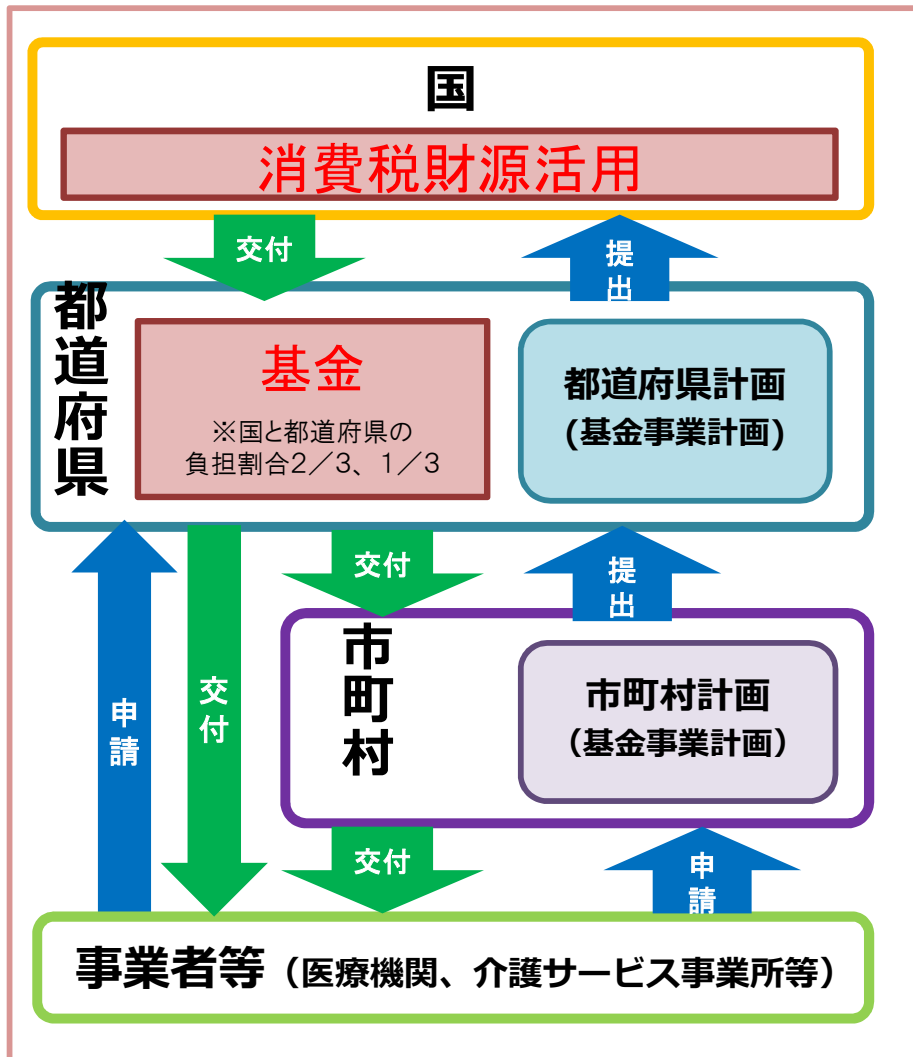 国
消費税財源活用
交付
提出
都道府県
基金
※国と都道府県の
負担割合2/3、1/3
都道府県計画
(基金事業計画)
交付
提出
申請
交付
市町村
市町村計画
（基金事業計画）
交付
申請
事業者等（医療機関、介護サービス事業所等）